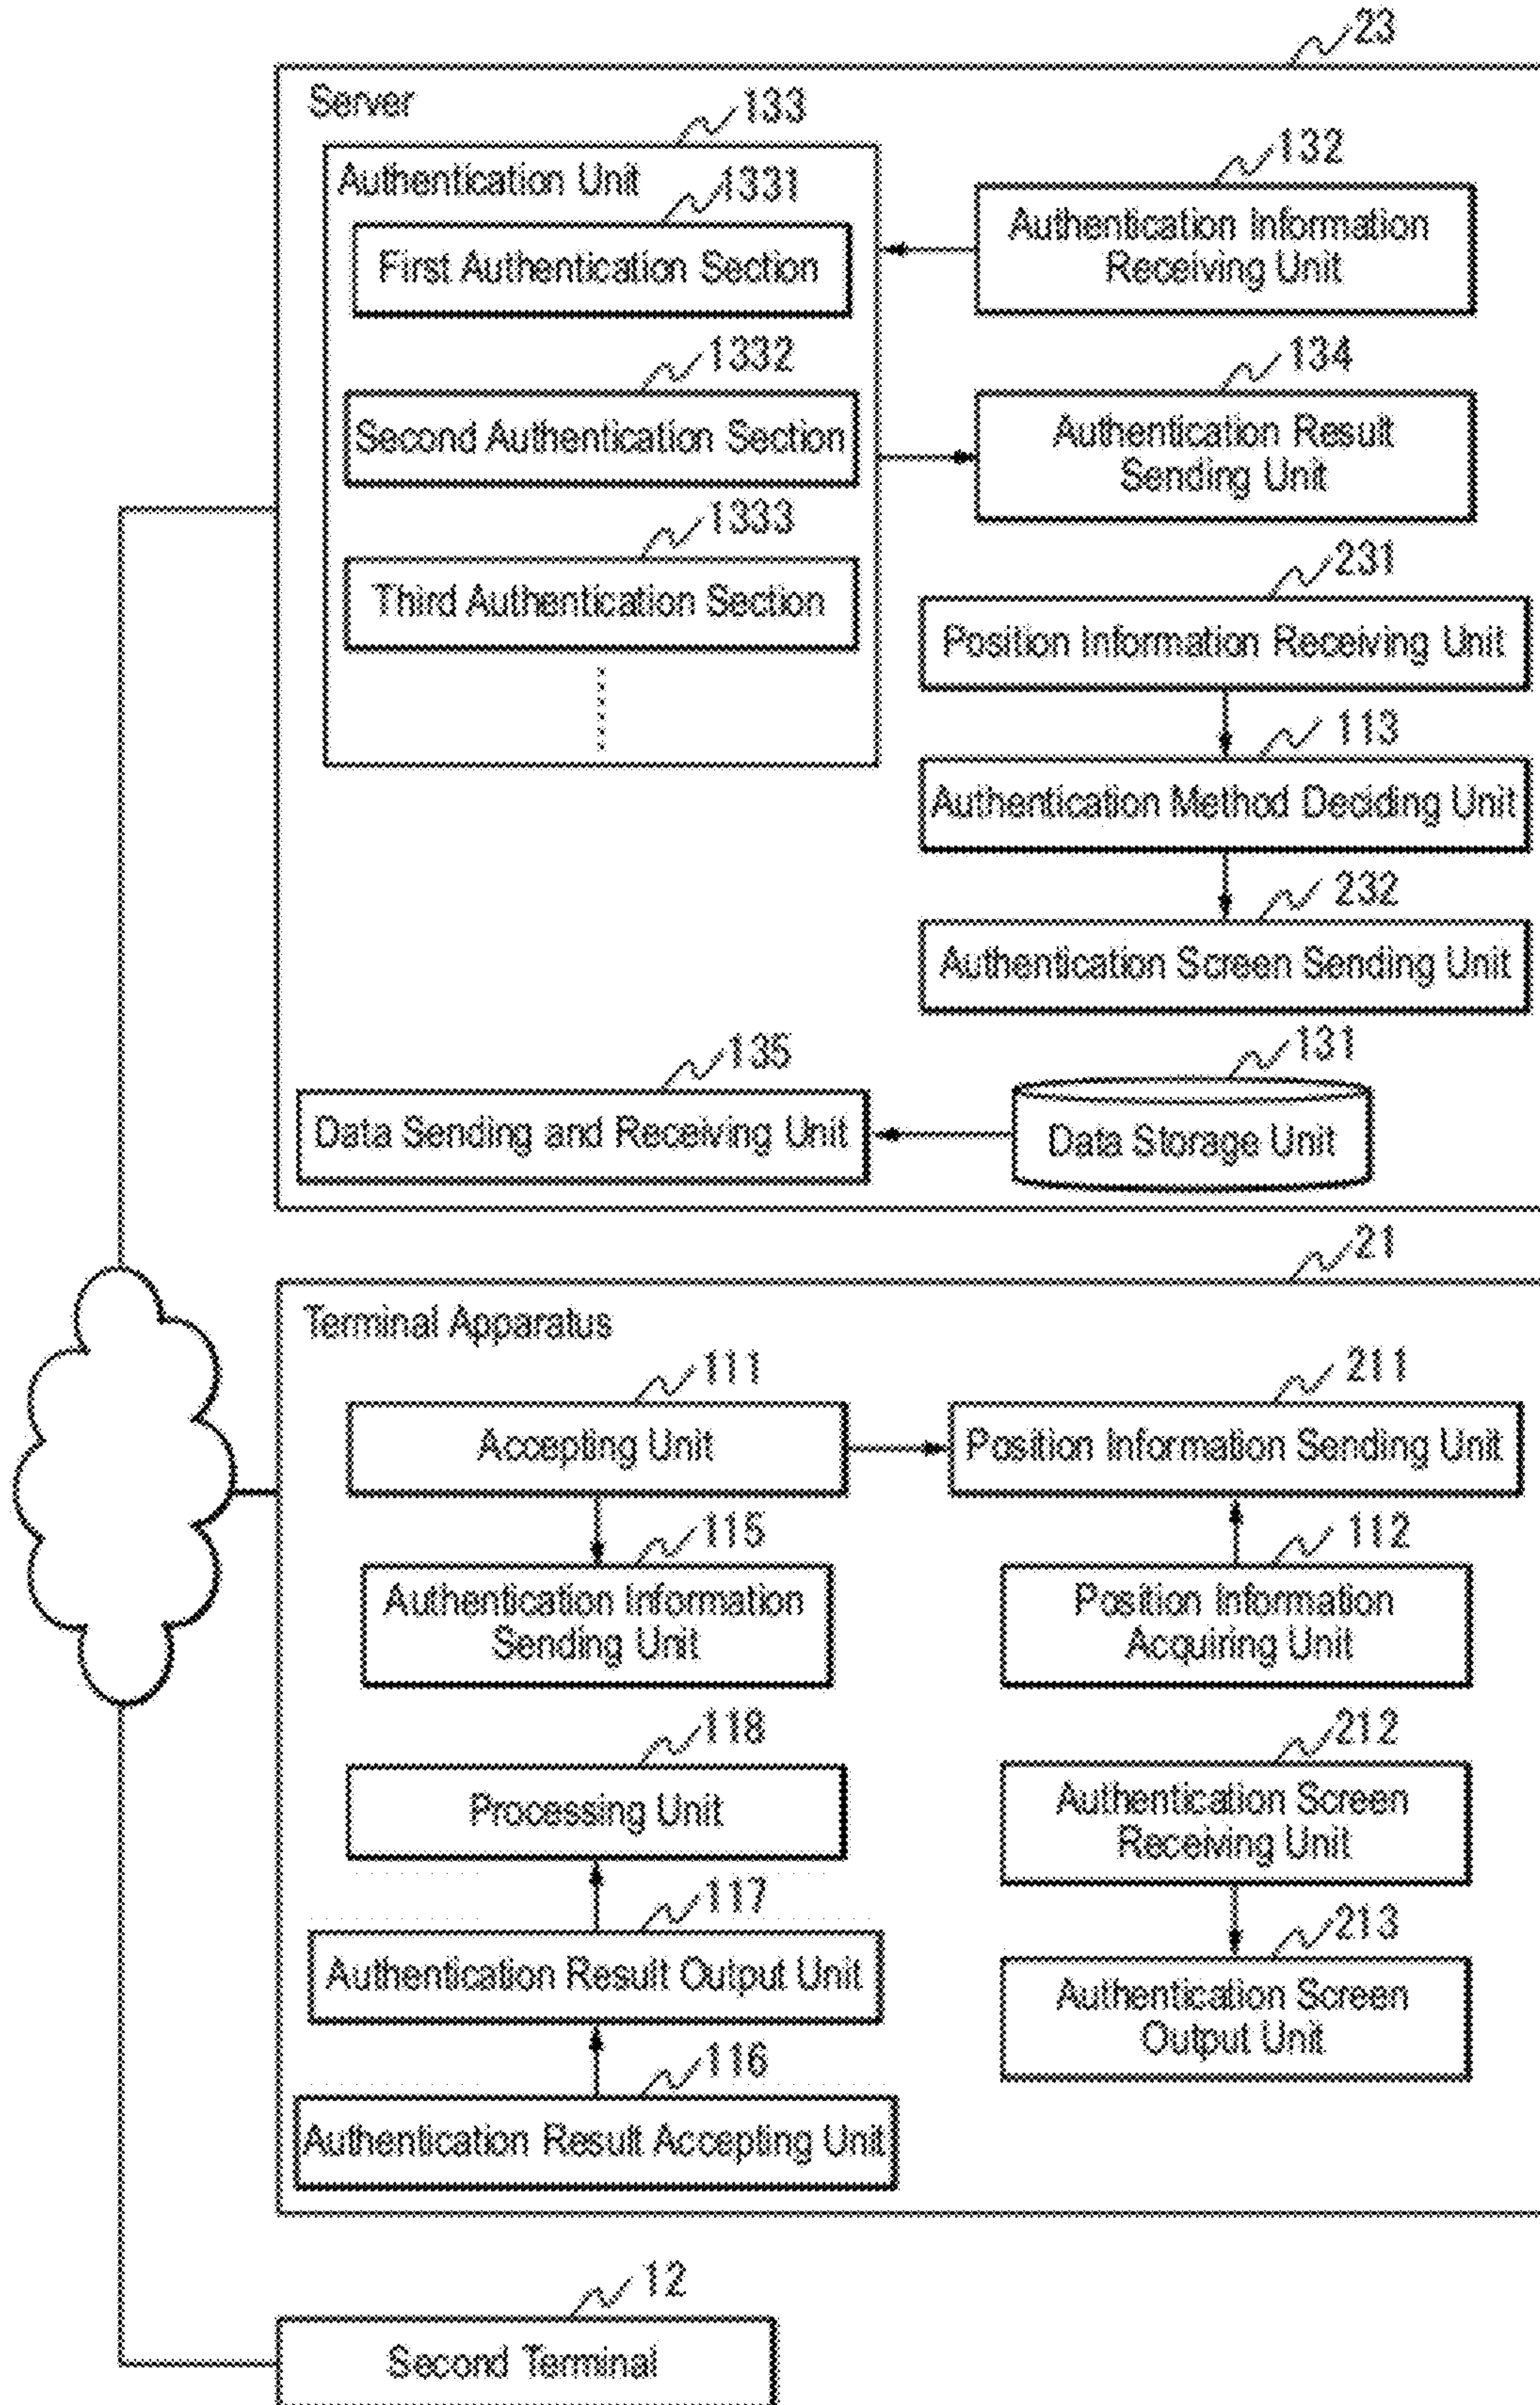 23
Server
133
Authentication Unit
1331
First Authentication Section
1332
Second Authentication Section
1333
Third Authentication Section
132
Authentication Information
Receiving Unit
134
Authentication Result
Sending Unit
231
Position Information Receiving Unit
113
Authentication Method Deciding Unit
232
Authentication Screen Sending Unit
135
Data Sending and Receiving Unit
131
Data Storage Unit
21
Terminal Apparatus
111
Accepting Unit
211
Position Information Sending Unit
115
Authentication Information
Sending Unit
112
Position Information
Acquiring Unit
118
Processing Unit
212
Authentication Screen
Receiving Unit
117
Authentication Result Output Unit
213
Authentication Screen
Output Unit
116
Authentication Result Accepting Unit
12
Second Terminal